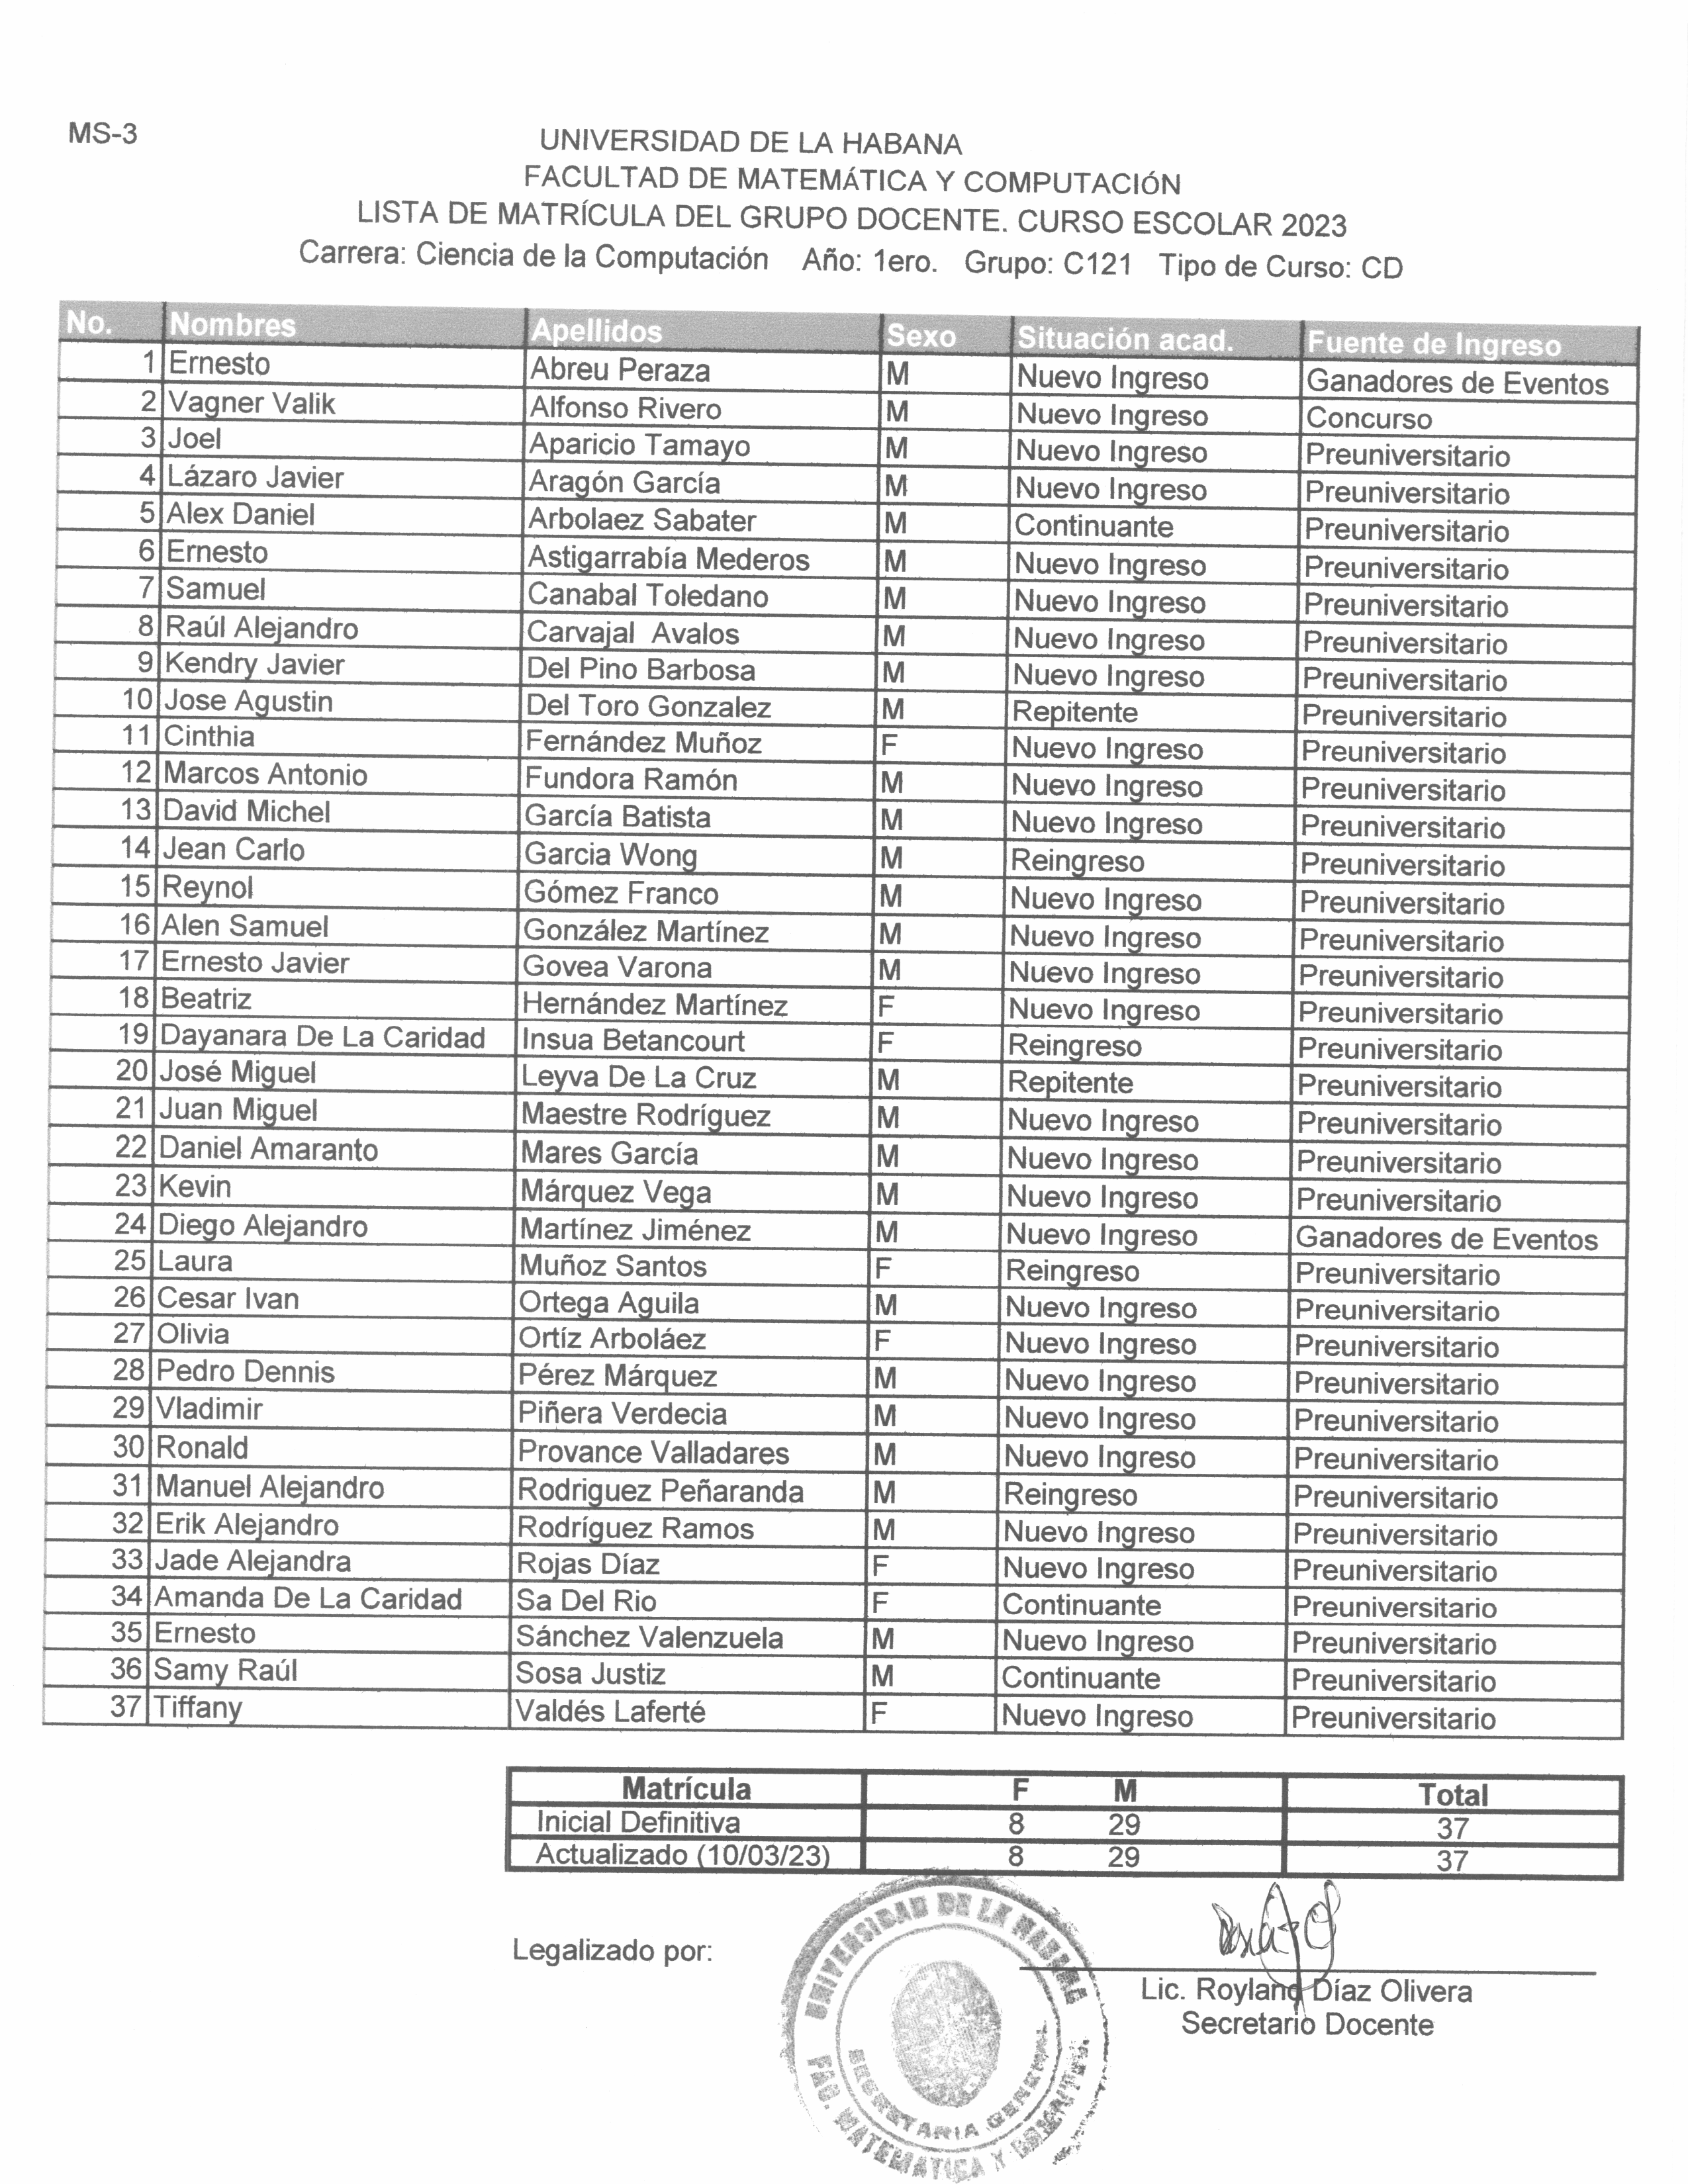 MS-3
UNIVERSIDAD DE LA HABANA
FACULTAD DE MATEMÁTICA Y COMPUTACIÓN
LISTA DE MATRÍCULA DEL GRUPO DOCENTE. CURSO ESCOLAR 2023
Carrera: Ciencia de la Computación Año: 1ero. Grupo: C121 Tipo de Curso: CD
No. Nombres Apellidos Sexo Situación acad. Fuente de Ingreso
1 Ernesto Abreu Peraza M Nuevo Ingreso Ganadores de Eventos
2 Vagner Valik Alfonso Rivero M Nuevo Ingreso Concurso
3 Joel Aparicio Tamayo M Nuevo Ingreso Preuniversitario
4 Lázaro Javier Aragón García M Nuevo Ingreso Preuniversitario
5 Alex Daniel Arbolaez Sabater M Continuante Preuniversitario
6 Ernesto Astigarrabía Mederos M Nuevo Ingreso Preuniversitario
7 Samuel Canabal Toledano M Nuevo Ingreso Preuniversitario
8 Raúl Alejandro Carvajal Avalos M Nuevo Ingreso Preuniversitario
9 Kendry Javier Del Pino Barbosa M Nuevo Ingreso Preuniversitario
10 Jose Agustin Del Toro Gonzalez M Repitente Preuniversitario
11 Cinthia Fernández Muñoz F Nuevo Ingreso Preuniversitario
12 Marcos Antonio Fundora Ramón M Nuevo Ingreso Preuniversitario
13 David Michel García Batista M Nuevo Ingreso Preuniversitario
14 Jean Carlo Garcia Wong M Reingreso Preuniversitario
15 Reynol Gómez Franco M Nuevo Ingreso Preuniversitario
16 Alen Samuel González Martínez M Nuevo Ingreso Preuniversitario
17 Ernesto Javier Govea Varona M Nuevo Ingreso Preuniversitario
18 Beatriz Hernández Martínez F Nuevo Ingreso Preuniversitario
19 Dayanara De La Caridad Insua Betancourt F Reingreso Preuniversitario
20 José Miguel Leyva De La Cruz M Repitente Preuniversitario
21 Juan Miguel Maestre Rodríguez M Nuevo Ingreso Preuniversitario
22 Daniel Amaranto Mares García M Nuevo Ingreso Preuniversitario
23 Kevin Márquez Vega M Nuevo Ingreso Preuniversitario
24 Diego Alejandro Martínez Jiménez M Nuevo Ingreso Ganadores de Eventos
25 Laura Muñoz Santos F Reingreso Preuniversitario
26 Cesar Ivan Ortega Aguila M Nuevo Ingreso Preuniversitario
27 Olivia Ortíz Arboláez F Nuevo Ingreso Preuniversitario
28 Pedro Dennis Pérez Márquez M Nuevo Ingreso Preuniversitario
29 Vladimir Piñera Verdecia M Nuevo Ingreso Preuniversitario
30 Ronald Provance Valladares M Nuevo Ingreso Preuniversitario
31 Manuel Alejandro Rodriguez Peñaranda M Reingreso Preuniversitario
32 Erik Alejandro Rodríguez Ramos M Nuevo Ingreso Preuniversitario
33 Jade Alejandra Rojas Díaz F Nuevo Ingreso Preuniversitario
34 Amanda De La Caridad Sa Del Rio F Continuante Preuniversitario
35 Ernesto Sánchez Valenzuela M Nuevo Ingreso Preuniversitario
36 Samy Raúl Sosa Justiz M Continuante Preuniversitario
37 Tiffany Valdés Laferté F Nuevo Ingreso Preuniversitario
Matrícula F M Total
Inicial Definitiva 8 29 37
Actualizado (10/03/23) 8 29 37
Legalizado por:
Lic. Royland Díaz Olivera
Secretario Docente
UNIVERSIDAD DE LA HABANA
SECRETARIA GENERAL
FAC. MATEMATICA Y